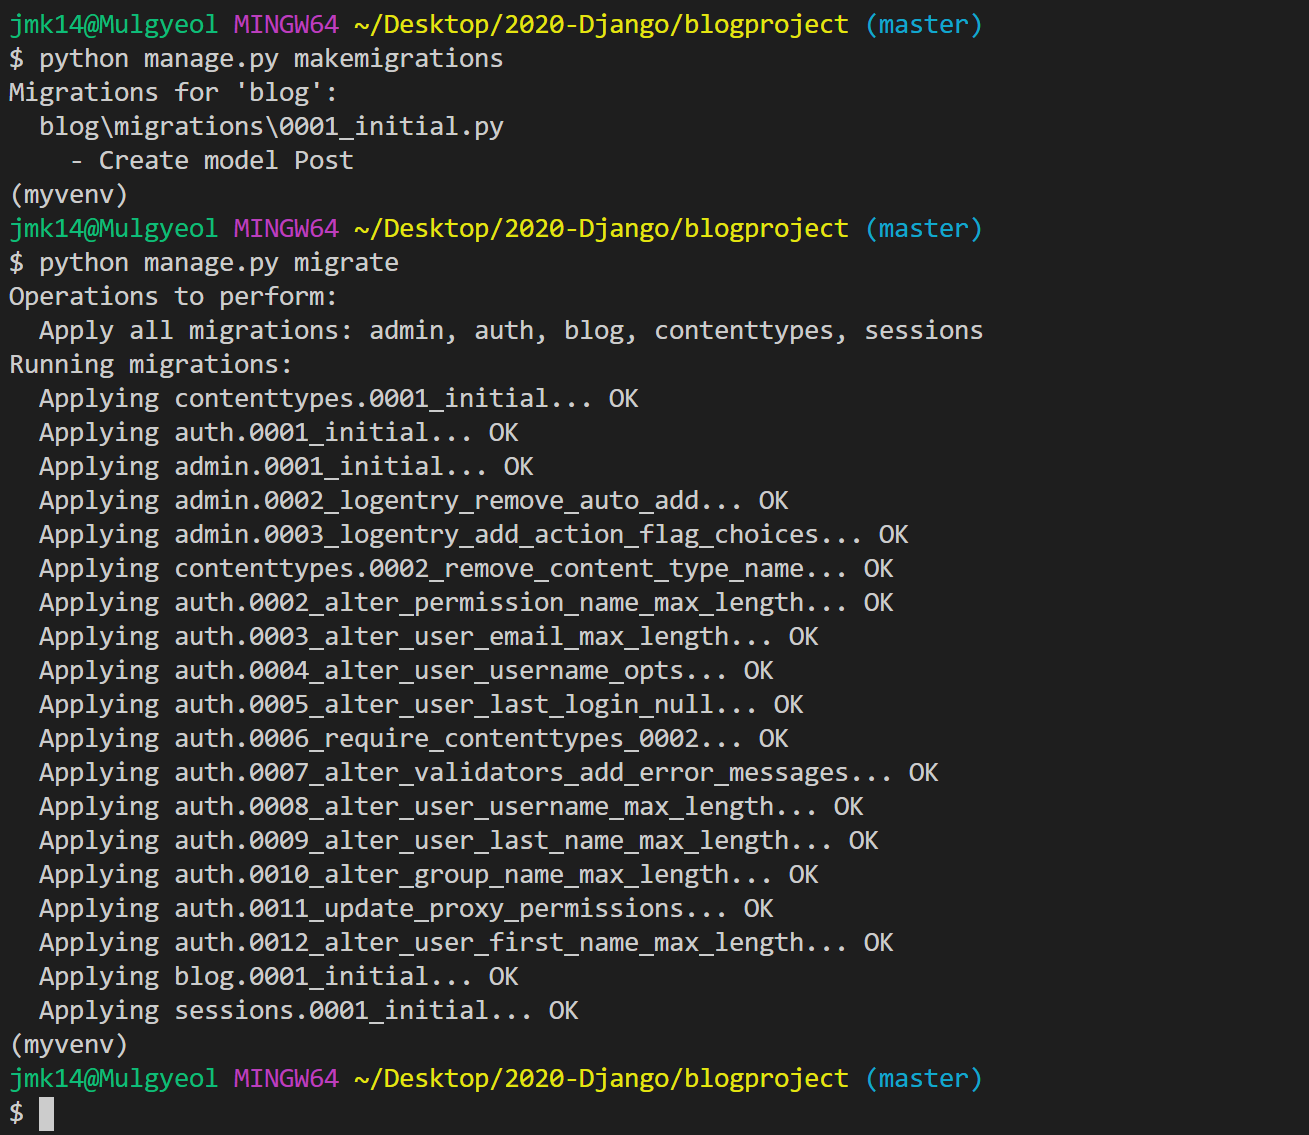 jmk14@Mulgyeol MINGW64 ~/Desktop/2020-Django/blogproject (master)
$ python manage.py makemigrations
Migrations for 'blog':
  blog\migrations\0001_initial.py
    - Create model Post
(myvenv)
jmk14@Mulgyeol MINGW64 ~/Desktop/2020-Django/blogproject (master)
$ python manage.py migrate
Operations to perform:
  Apply all migrations: admin, auth, blog, contenttypes, sessions
Running migrations:
  Applying contenttypes.0001_initial... OK
  Applying auth.0001_initial... OK
  Applying admin.0001_initial... OK
  Applying admin.0002_logentry_remove_auto_add... OK
  Applying admin.0003_logentry_add_action_flag_choices... OK
  Applying contenttypes.0002_remove_content_type_name... OK
  Applying auth.0002_alter_permission_name_max_length... OK
  Applying auth.0003_alter_user_email_max_length... OK
  Applying auth.0004_alter_user_username_opts... OK
  Applying auth.0005_alter_user_last_login_null... OK
  Applying auth.0006_require_contenttypes_0002... OK
  Applying auth.0007_alter_validators_add_error_messages... OK
  Applying auth.0008_alter_user_username_max_length... OK
  Applying auth.0009_alter_user_last_name_max_length... OK
  Applying auth.0010_alter_group_name_max_length... OK
  Applying auth.0011_update_proxy_permissions... OK
  Applying auth.0012_alter_user_first_name_max_length... OK
  Applying blog.0001_initial... OK
  Applying sessions.0001_initial... OK
(myvenv)
jmk14@Mulgyeol MINGW64 ~/Desktop/2020-Django/blogproject (master)
$